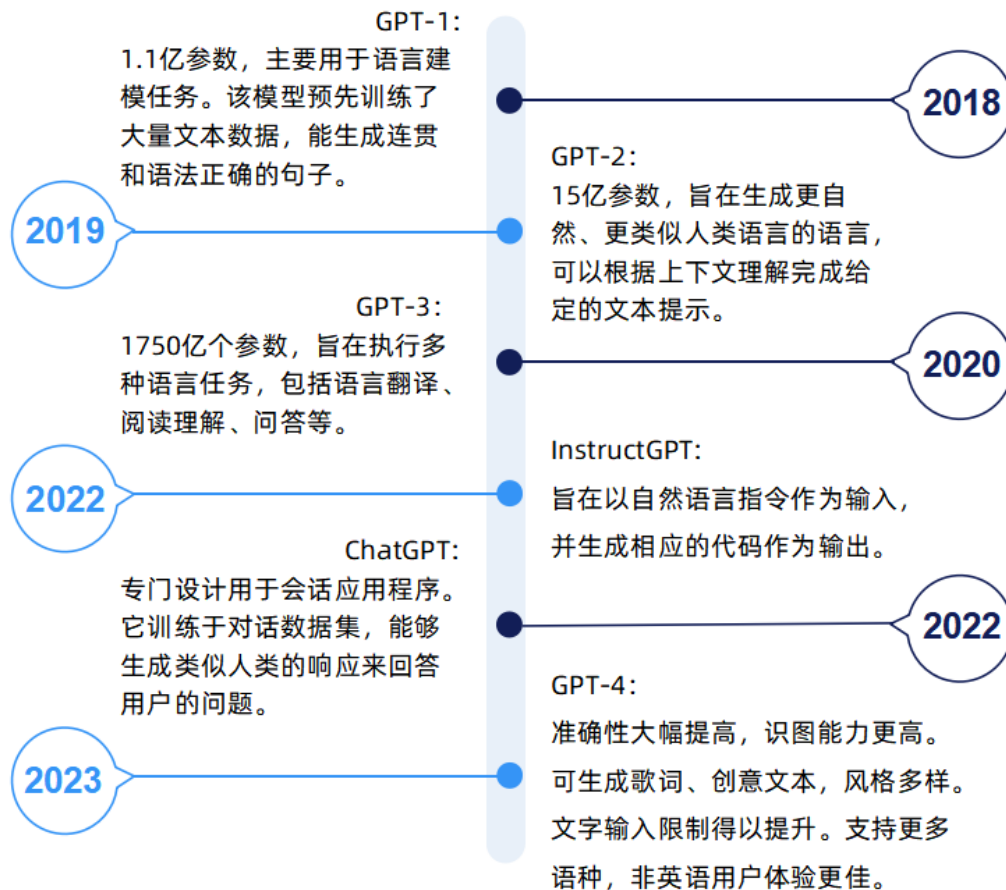 GPT-1：
1.1亿参数，主要用于语言建
模任务。该模型预先训练了
大量文本数据，能生成连贯
和语法正确的句子。
2018
GPT-2：
15亿参数，旨在生成更自
然、更类似人类语言的语言，
可以根据上下文理解完成给
定的文本提示。
2019
GPT-3：
1750亿个参数，旨在执行多
种语言任务，包括语言翻译、
阅读理解、问答等。
2020
InstructGPT：
旨在以自然语言指令作为输入，
并生成相应的代码作为输出。
2022
ChatGPT：
专门设计用于会话应用程序。
它训练于对话数据集，能够
生成类似人类的响应来回答
用户的问题。
2022
GPT-4：
准确性大幅提高，识图能力更高。
可生成歌词、创意文本，风格多样。
文字输入限制得以提升。支持更多
语种，非英语用户体验更佳。
2023